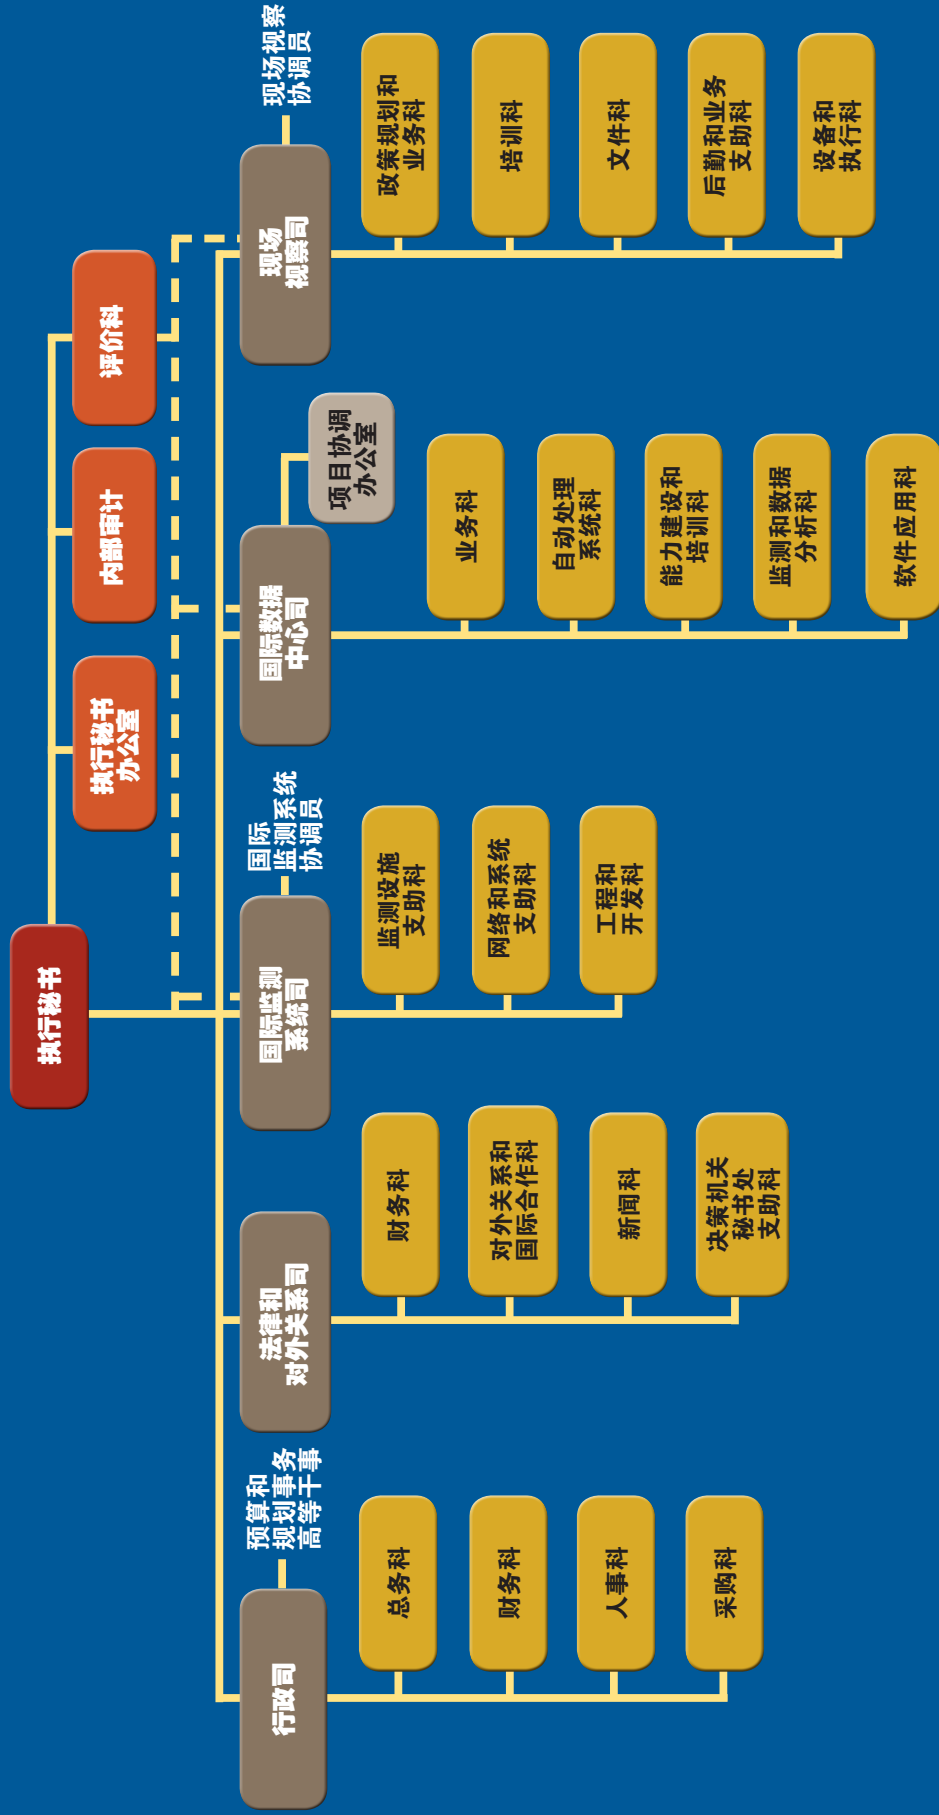 执行秘书
执行秘书
办公室
内部审计
评价科
行政司
预算和
规划事务
高等干事
总务科
财务科
人事科
采购科
法律和
对外关系司
财务科
对外关系和
国际合作科
新闻科
决策机关
秘书处
支助科
国际监测
系统司
国际
监测系统
协调员
监测设施
支助科
网络和系统
支助科
工程和
开发科
国际数据
中心司
项目协调
办公室
业务科
自动处理
系统科
能力建设和
培训科
监测和数据
分析科
软件应用科
现场
视察司
现场视察
协调员
政策规划和
业务科
培训科
文件科
后勤和业务
支助科
设备和
执行科